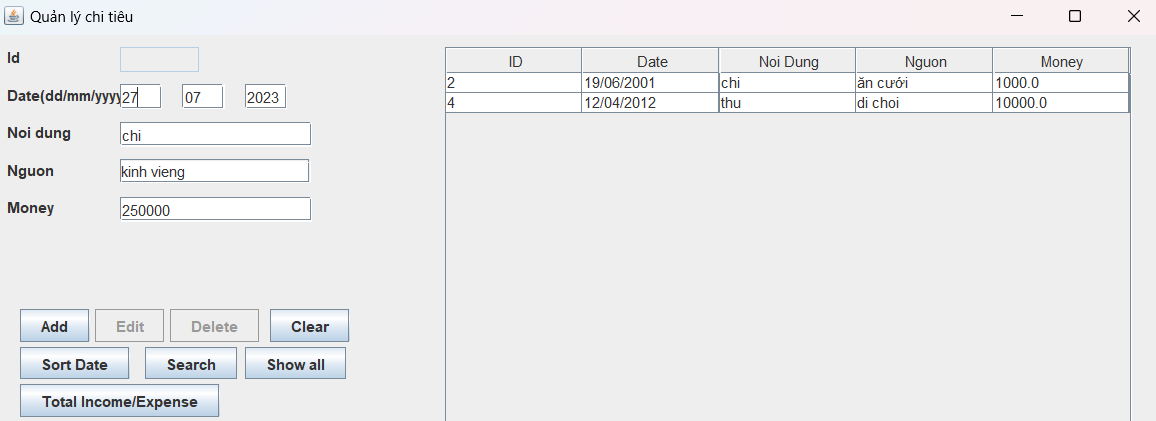 Quản lý chi tiêu
Id
Date(dd/mm/yyyy 27 07 2023
Noi dung chi
Nguon kinh vieng
Money 250000
Add Edit Delete Clear
Sort Date Search Show all
Total Income/Expense
ID Date Noi Dung Nguon Money
2 19/06/2001 chi ăn cưới 1000.0
4 12/04/2012 thu di choi 10000.0